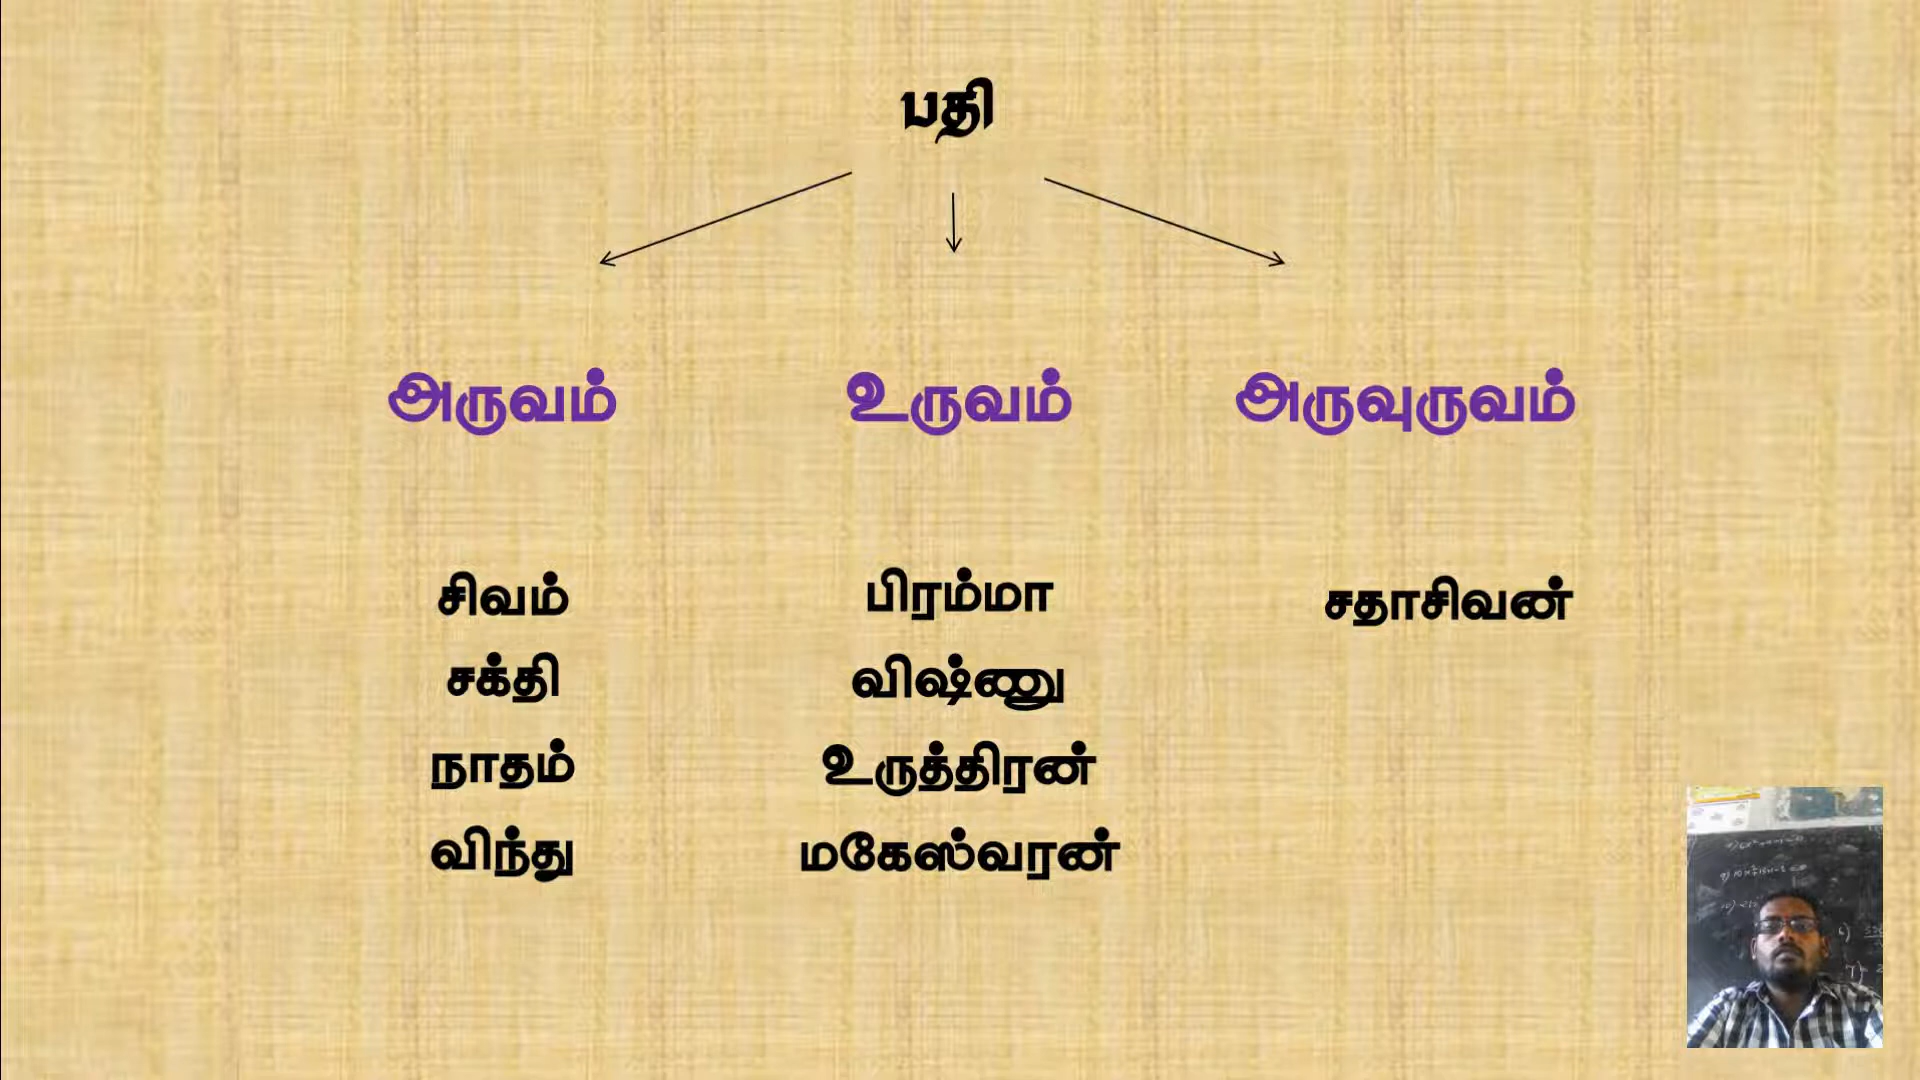 பதி
அருவம் உருவம் அருவுருவம்
சிவம் பிரம்மா சதாசிவன்
சக்தி விஷ்ணு
நாதம் உருத்திரன்
விந்து மகேஸ்வரன்